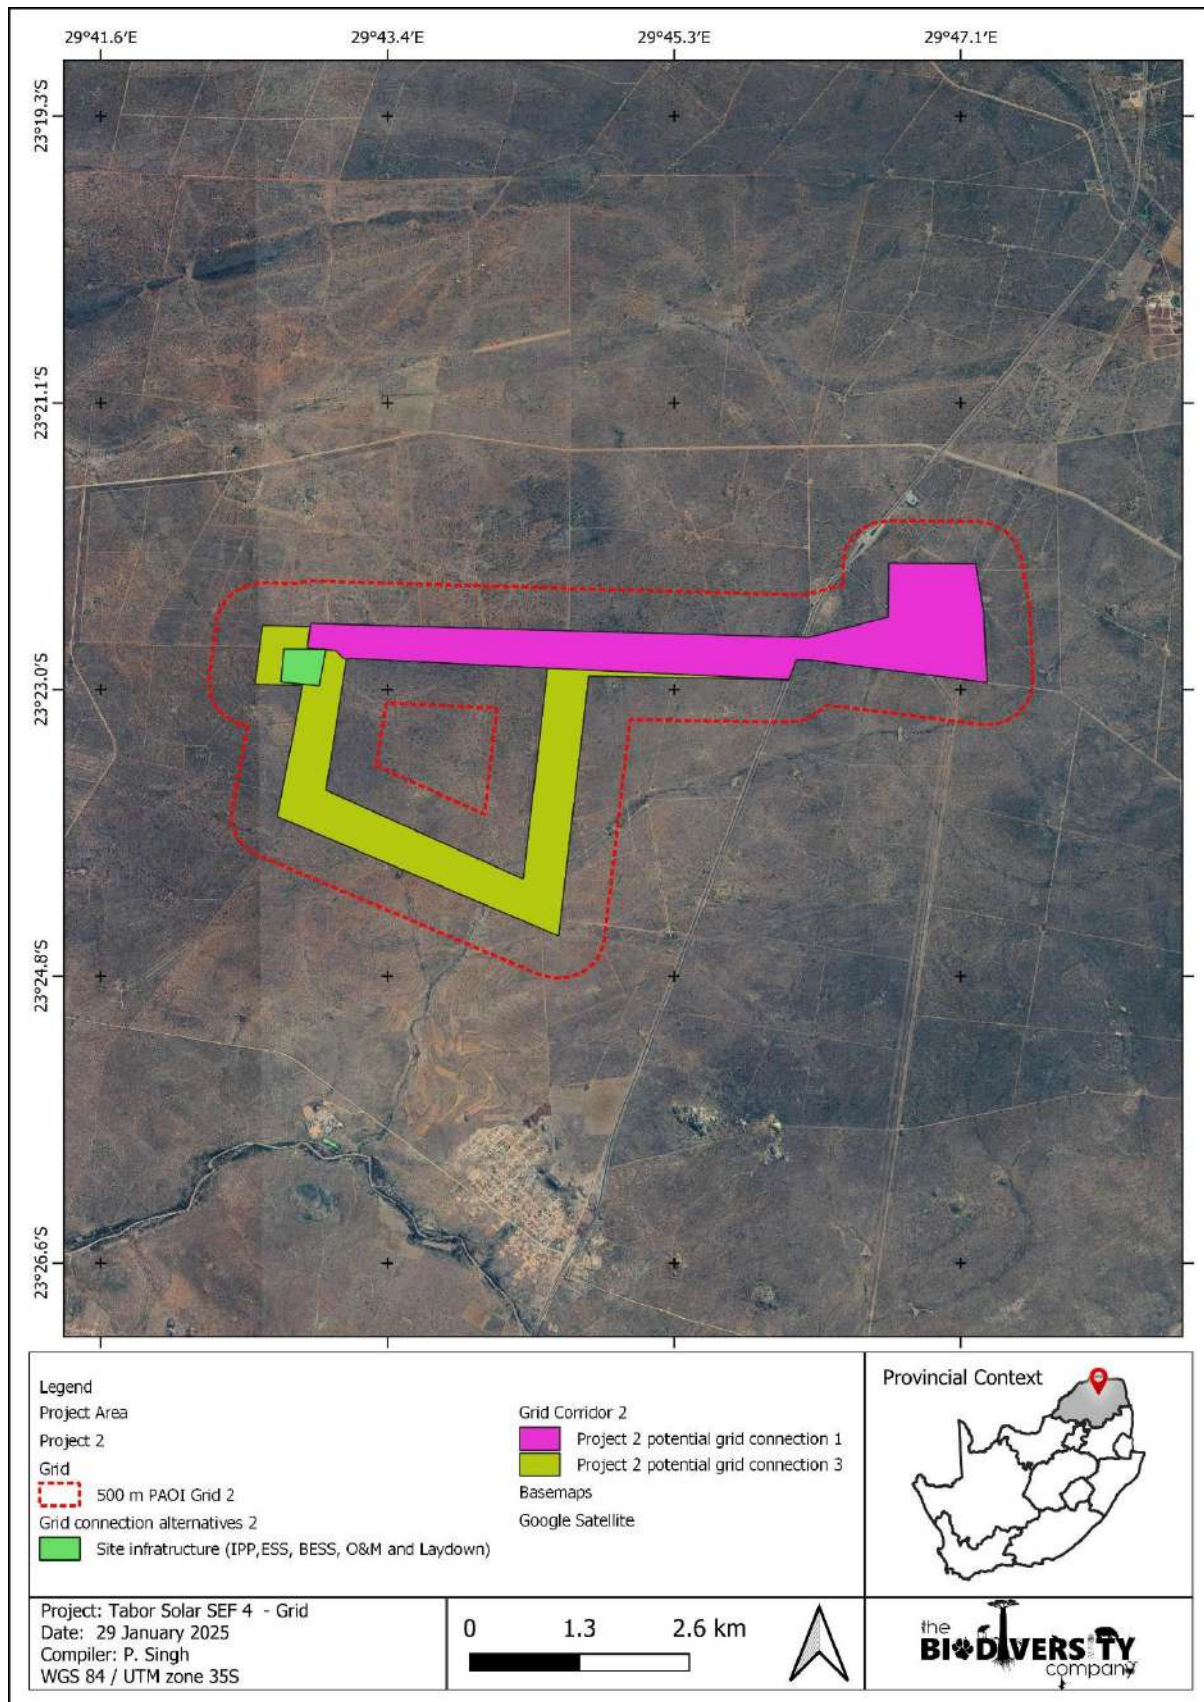 29°41.6'E 29°43.4'E 29°45.3'E 29°47.1'E
23°19.3'S
23°21.1'S
23°23.0'S
23°24.8'S
23°26.6'S
Legend
Project Area
Project 2
Grid
500 m PAOI Grid 2
Grid connection alternatives 2
Site infratructure (IPP,ESS, BESS, O&M and Laydown)
Grid Corridor 2
Project 2 potential grid connection 1
Project 2 potential grid connection 3
Basemaps
Google Satellite
Provincial Context
Project: Tabor Solar SEF 4 - Grid
Date: 29 January 2025
Compiler: P. Singh
WGS 84 / UTM zone 35S
0 1.3 2.6 km
the
BIODIVERSITY
company